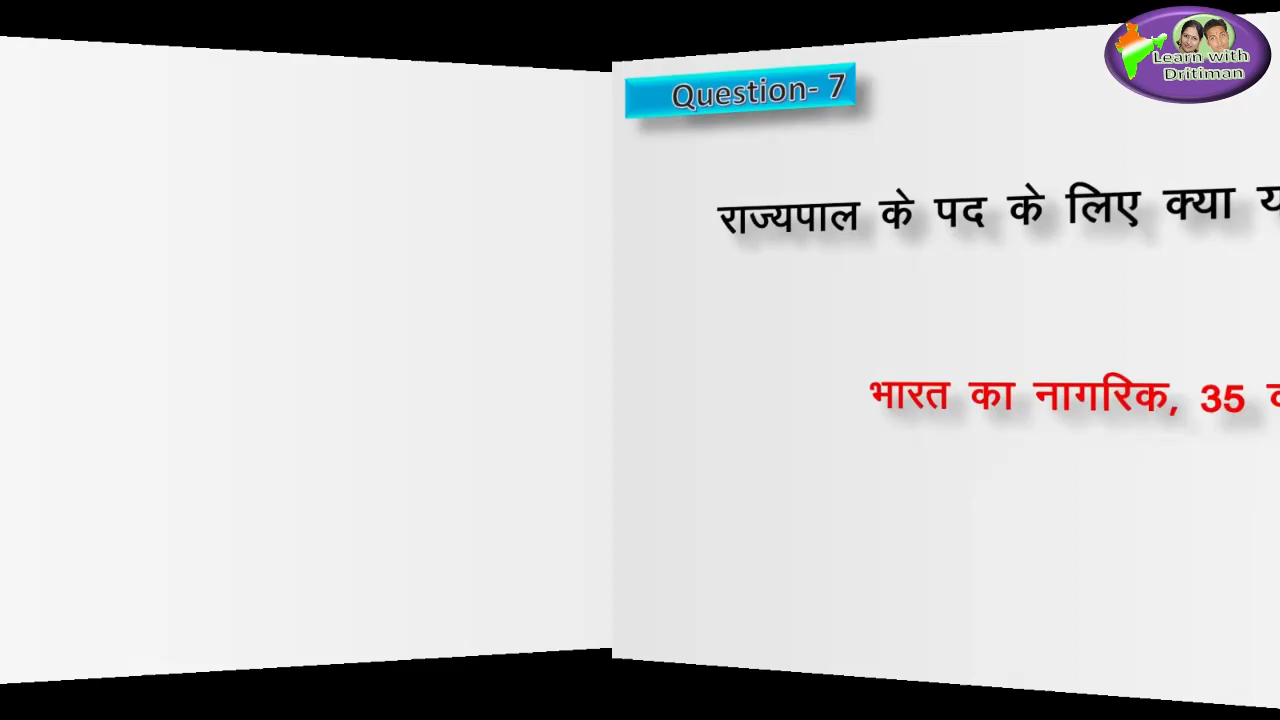 Learn with
Dritiman
Question- 7
राज्यपाल के पद के लिए क्या
भारत का नागरिक, 35